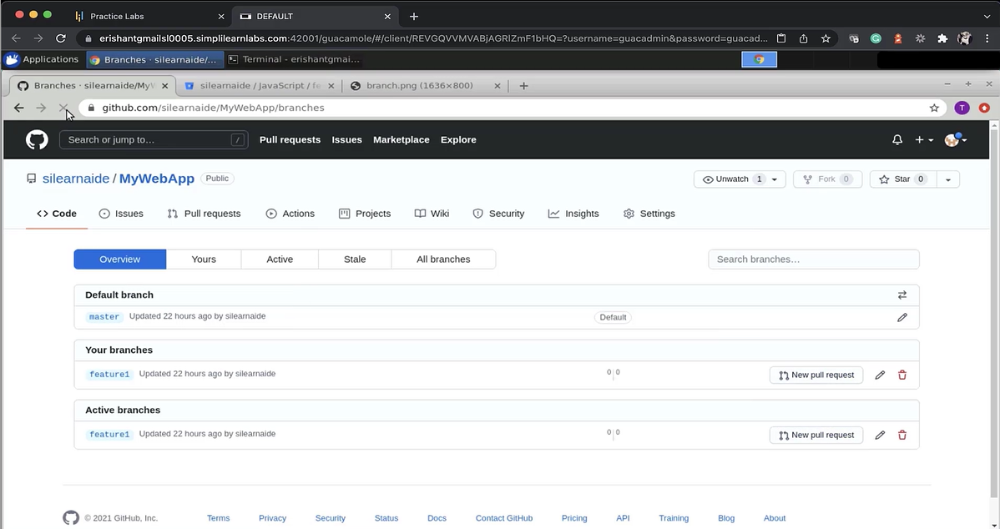 Practice Labs
DEFAULT
erishantgmailsl0005.simplilearnlabs.com:42001/guacamole/#/client/REVGQVVMVABjAGRlZmF1bHQ=?username=guacadmin&password=guacad...
Applications
Branches · silearnaide/...
Terminal - erishantgmai...
Branches · silearnaide/MyW
silearnaide / JavaScript / fe
branch.png (1636×800)
github.com/silearnaide/MyWebApp/branches
T
Search or jump to...
/
Pull requests
Issues
Marketplace
Explore
silearnaide / MyWebApp
Public
Unwatch 1
Fork 0
Star 0
Code
Issues
Pull requests
Actions
Projects
Wiki
Security
Insights
Settings
Overview
Yours
Active
Stale
All branches
Search branches...
Default branch
master Updated 22 hours ago by silearnaide
Default
Your branches
feature1 Updated 22 hours ago by silearnaide
0 | 0
New pull request
Active branches
feature1 Updated 22 hours ago by silearnaide
0 | 0
New pull request
© 2021 GitHub, Inc.
Terms
Privacy
Security
Status
Docs
Contact GitHub
Pricing
API
Training
Blog
About